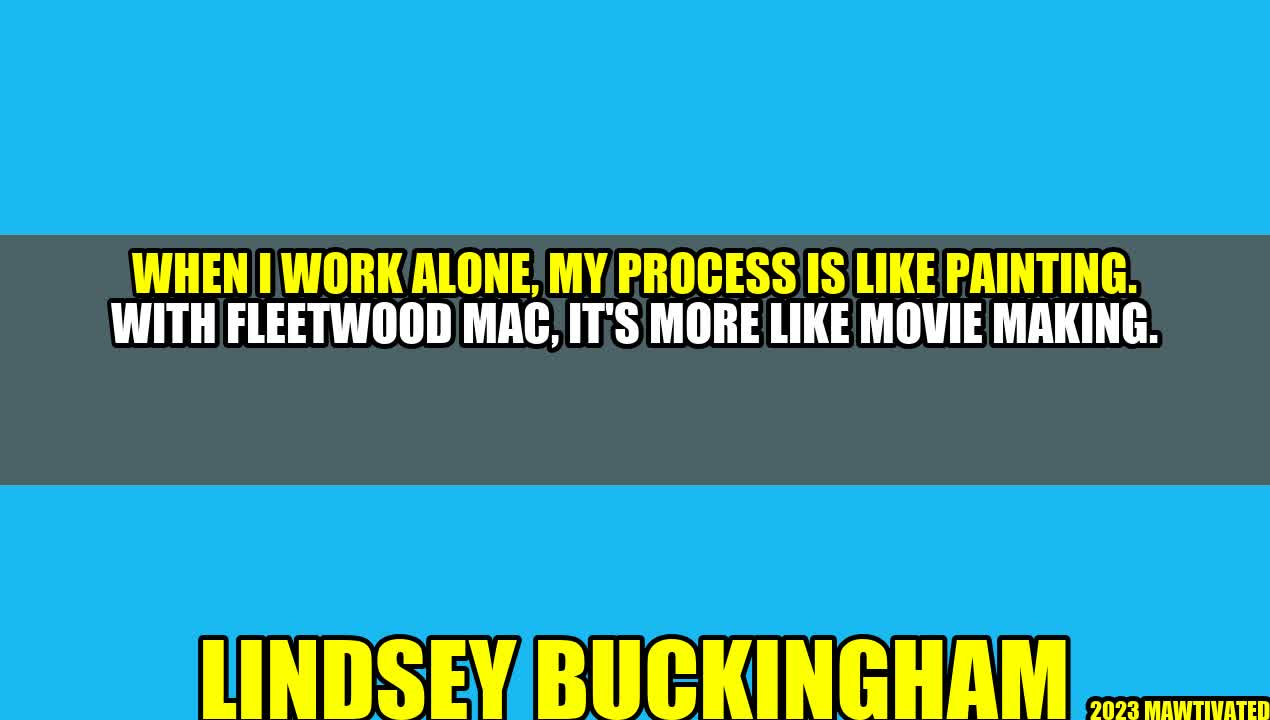 WHEN I WORK ALONE, MY PROCESS IS LIKE PAINTING.
WITH FLEETWOOD MAC, IT'S MORE LIKE MOVIE MAKING.
LINDSEY BUCKINGHAM
2023 MAWTIVATED